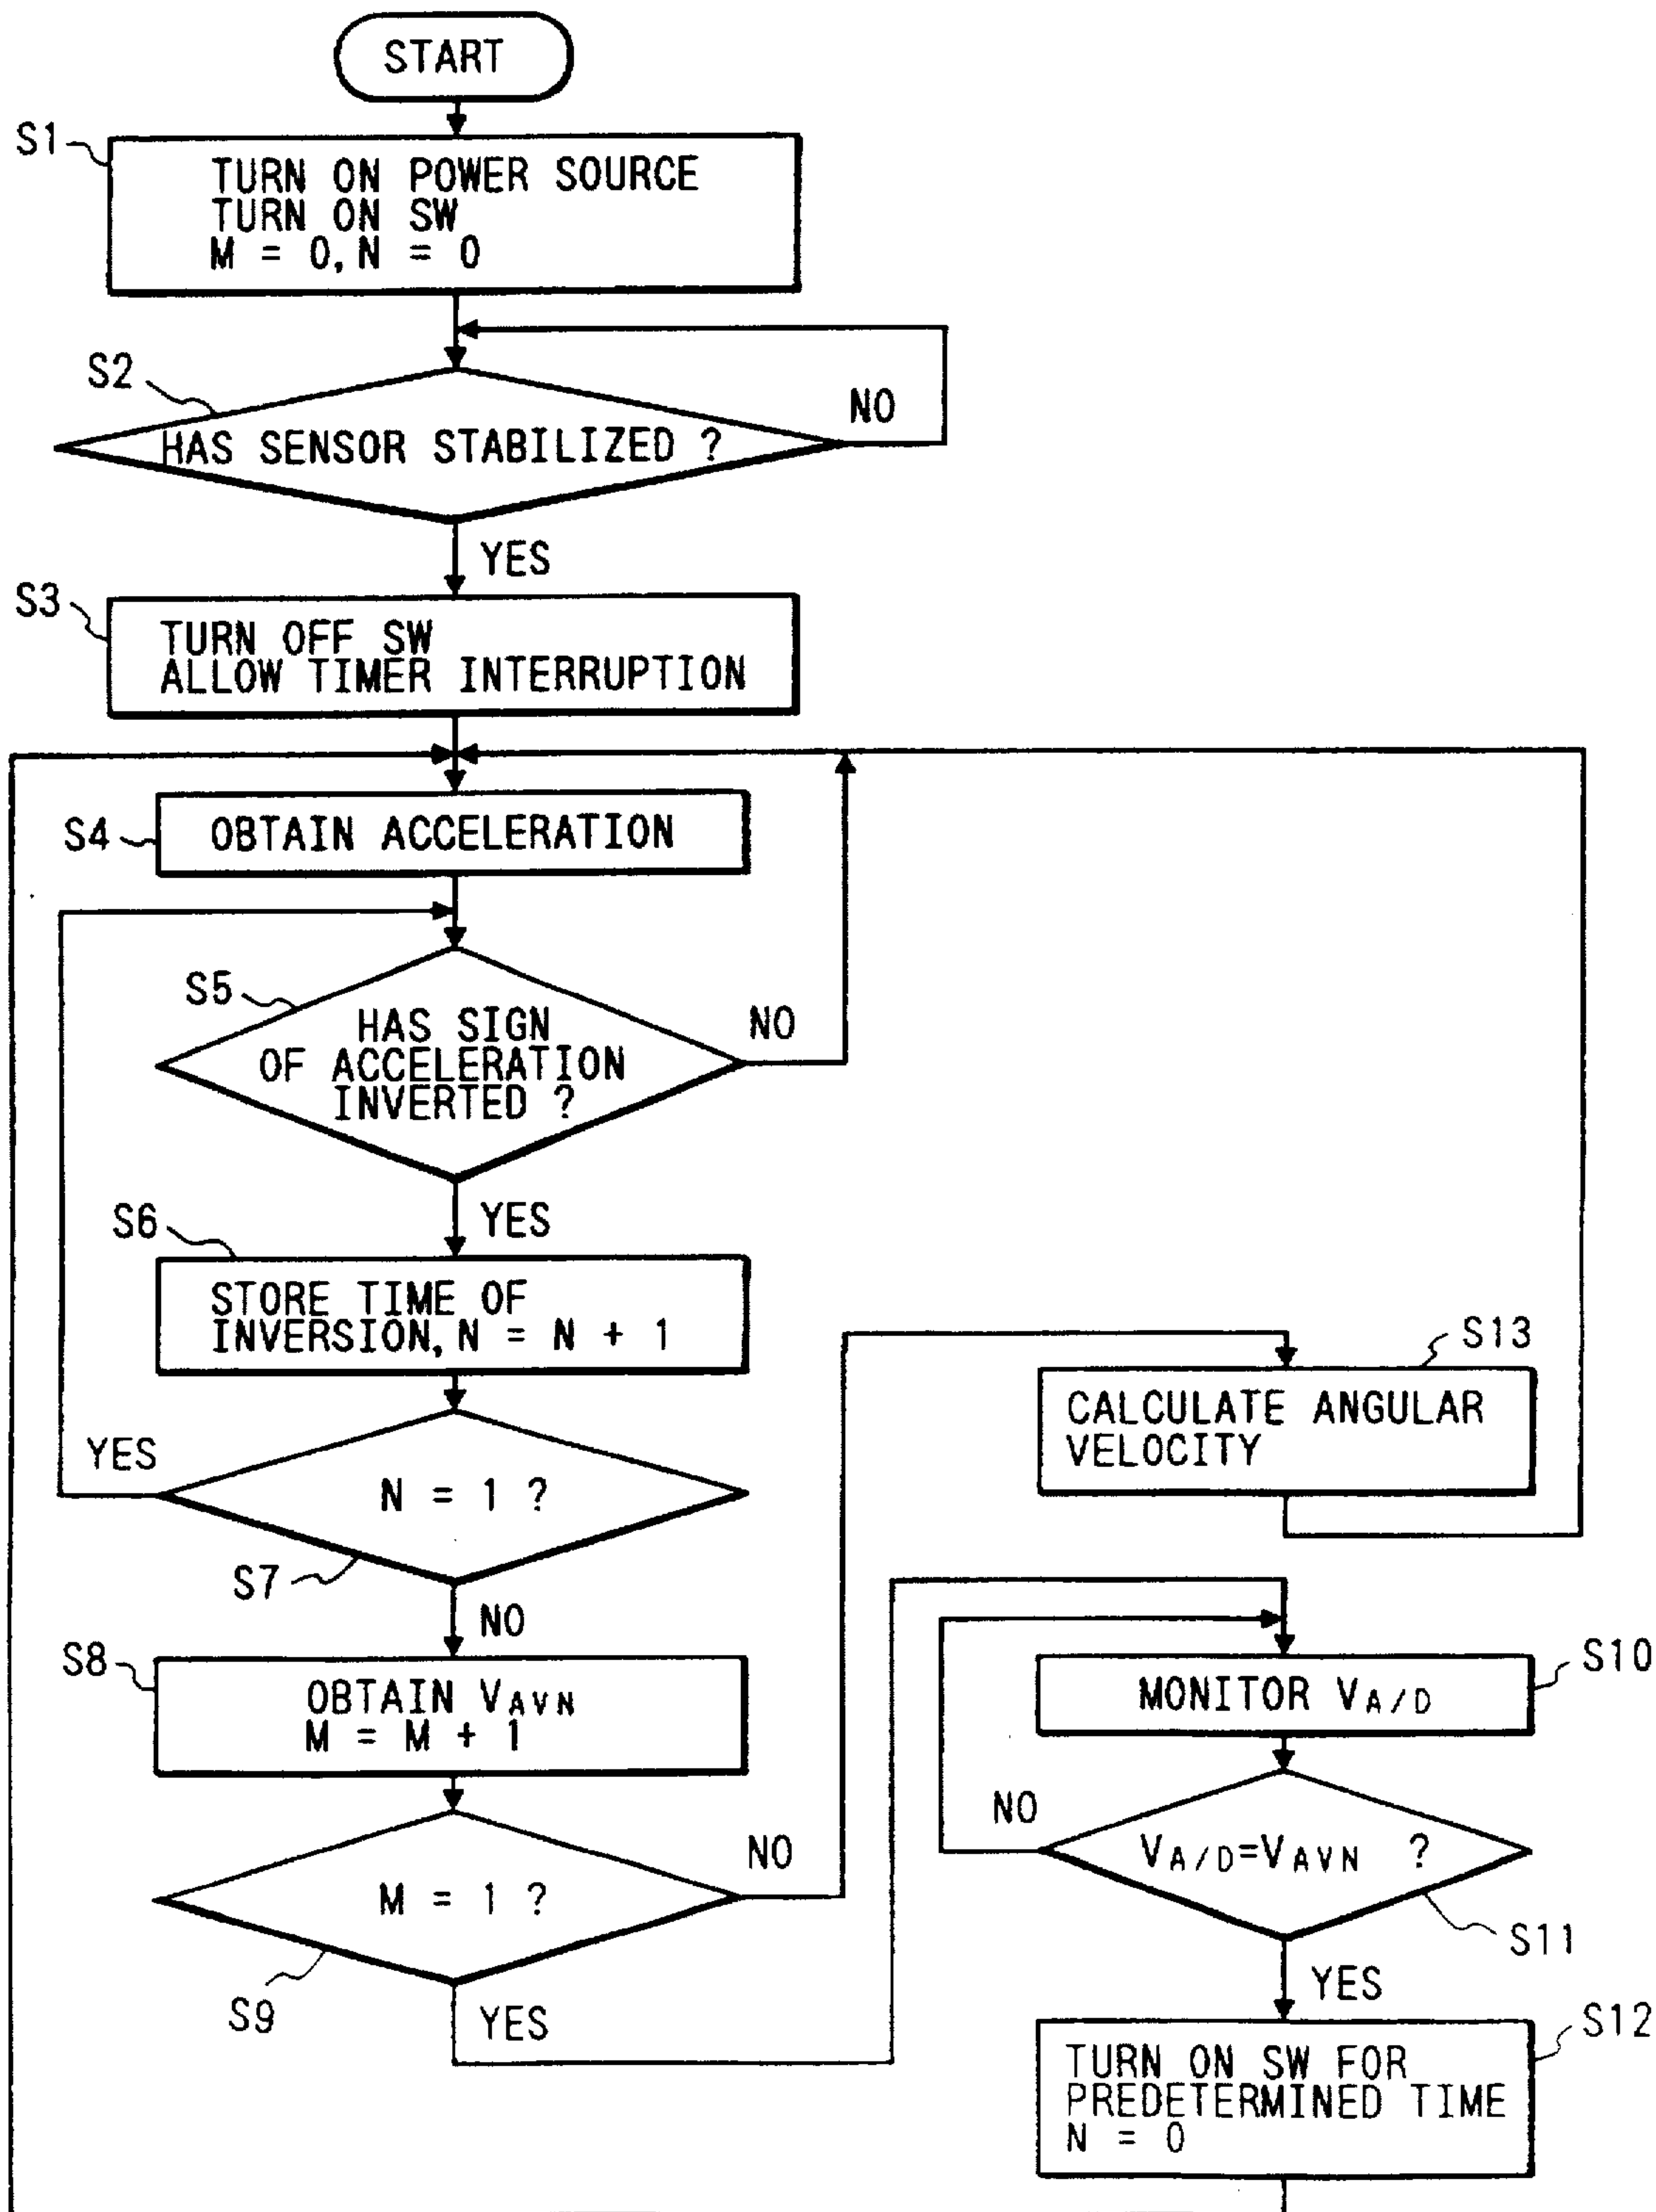 START
S1
TURN ON POWER SOURCE
TURN ON SW
M = 0, N = 0
S2
HAS SENSOR STABILIZED ?
NO
YES
S3
TURN OFF SW
ALLOW TIMER INTERRUPTION
S4
OBTAIN ACCELERATION
S5
HAS SIGN
OF ACCELERATION
INVERTED ?
NO
YES
S6
STORE TIME OF
INVERSION, N = N + 1
YES
N = 1 ?
S7
NO
S8
OBTAIN VAVN
M = M + 1
M = 1 ?
NO
S9
YES
S13
CALCULATE ANGULAR
VELOCITY
S10
MONITOR VA/D
NO
VA/D=VAVN ?
S11
YES
S12
TURN ON SW FOR
PREDETERMINED TIME
N = 0